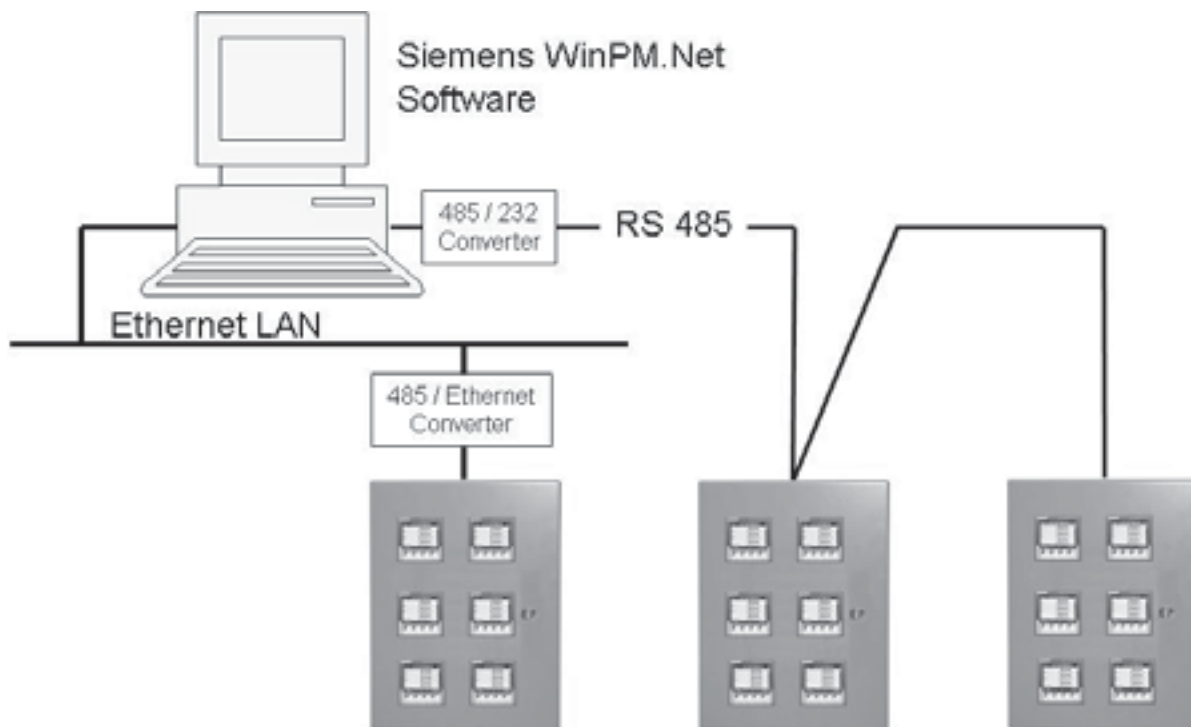 Siemens WinPM.Net
Software
485 / 232
Converter
RS 485
Ethernet LAN
485 / Ethernet
Converter